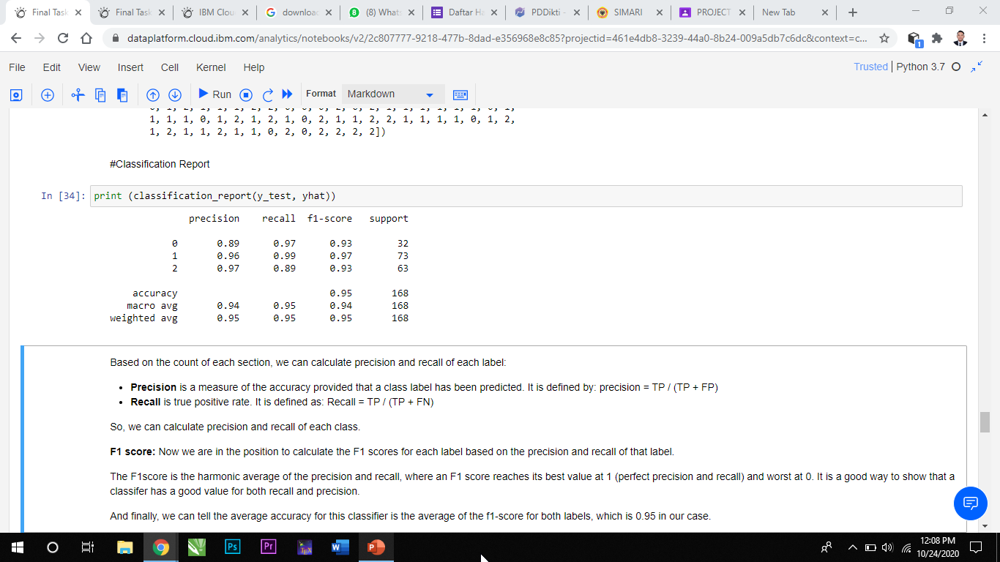 Final Task
Final Task
IBM Clou
downloac
(8) Whats
Daftar Ha
PDDikti -
SIMARI
PROJECT
New Tab
dataplatform.cloud.ibm.com/analytics/notebooks/v2/2c807777-9218-477b-8dad-e356968e8c85?projectid=461e4db8-3239-44a0-8b24-009a5db7c6dc&context=c...
1
File Edit View Insert Cell Kernel Help
Trusted | Python 3.7
Run
Format
Markdown
1, 1, 1, 0, 1, 2, 1, 2, 1, 0, 2, 1, 1, 2, 2, 1, 1, 1, 1, 0, 1, 2,
1, 2, 1, 1, 2, 1, 1, 0, 2, 0, 2, 2, 2, 2])
#Classification Report
In [34]: print (classification_report(y_test, yhat))
precision recall f1-score support
0 0.89 0.97 0.93 32
1 0.96 0.99 0.97 73
2 0.97 0.89 0.93 63
accuracy 0.95 168
macro avg 0.94 0.95 0.94 168
weighted avg 0.95 0.95 0.95 168
Based on the count of each section, we can calculate precision and recall of each label:
• Precision is a measure of the accuracy provided that a class label has been predicted. It is defined by: precision = TP / (TP + FP)
• Recall is true positive rate. It is defined as: Recall = TP / (TP + FN)
So, we can calculate precision and recall of each class.
F1 score: Now we are in the position to calculate the F1 scores for each label based on the precision and recall of that label.
The F1score is the harmonic average of the precision and recall, where an F1 score reaches its best value at 1 (perfect precision and recall) and worst at 0. It is a good way to show that a
classifer has a good value for both recall and precision.
And finally, we can tell the average accuracy for this classifier is the average of the f1-score for both labels, which is 0.95 in our case.
Ps
Pr
TEX
W
P
12:08 PM
10/24/2020